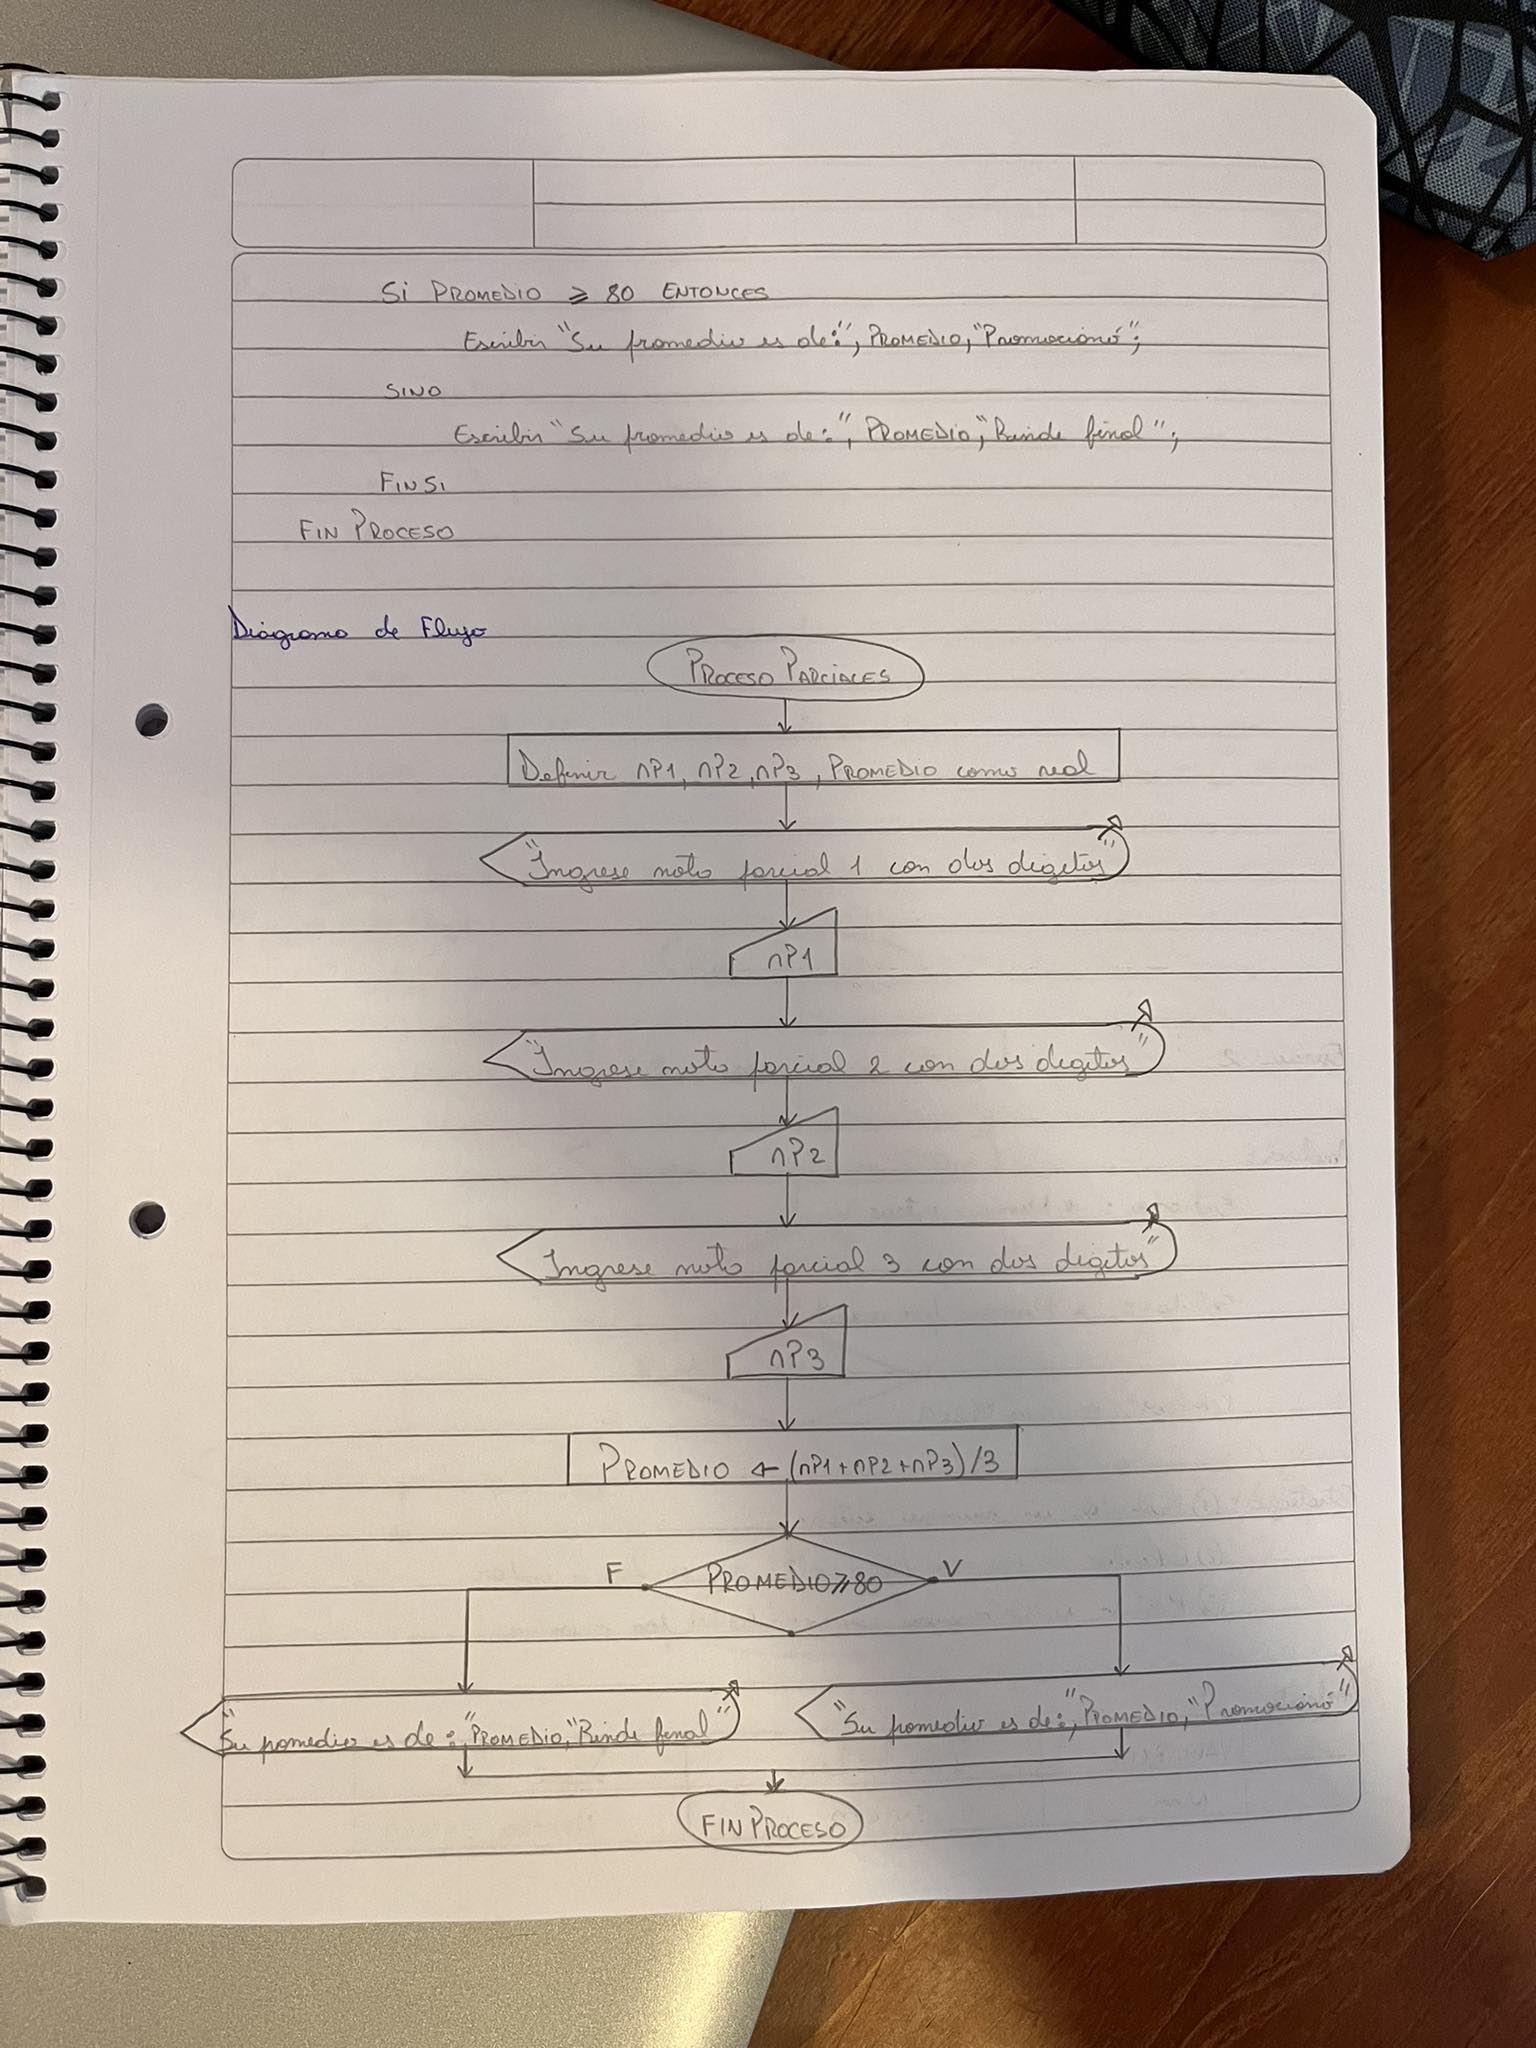 Si PROMEDIO ⩾ 80 ENTONCES
Escribir "Su promedio es de:", PROMEDIO, "Promocionó";
SINO
Escribir "Su promedio es de:", PROMEDIO, "Rinde final";
FINSI
FIN PROCESO
Diagrama de Flujo
PROCESO PARCIALES
Definir nP1, nP2, nP3, PROMEDIO como real
"Ingrese nota parcial 1 con dos digitos"
nP1
"Ingrese nota parcial 2 con dos digitos"
nP2
"Ingrese nota parcial 3 con dos digitos"
nP3
PROMEDIO ← (nP1+nP2+nP3)/3
F PROMEDIO⩾80 V
"Su pomedio es de:", PROMEDIO, "Rinde final" "Su pomedio es de:", PROMEDIO, "Promocionó"
FIN PROCESO